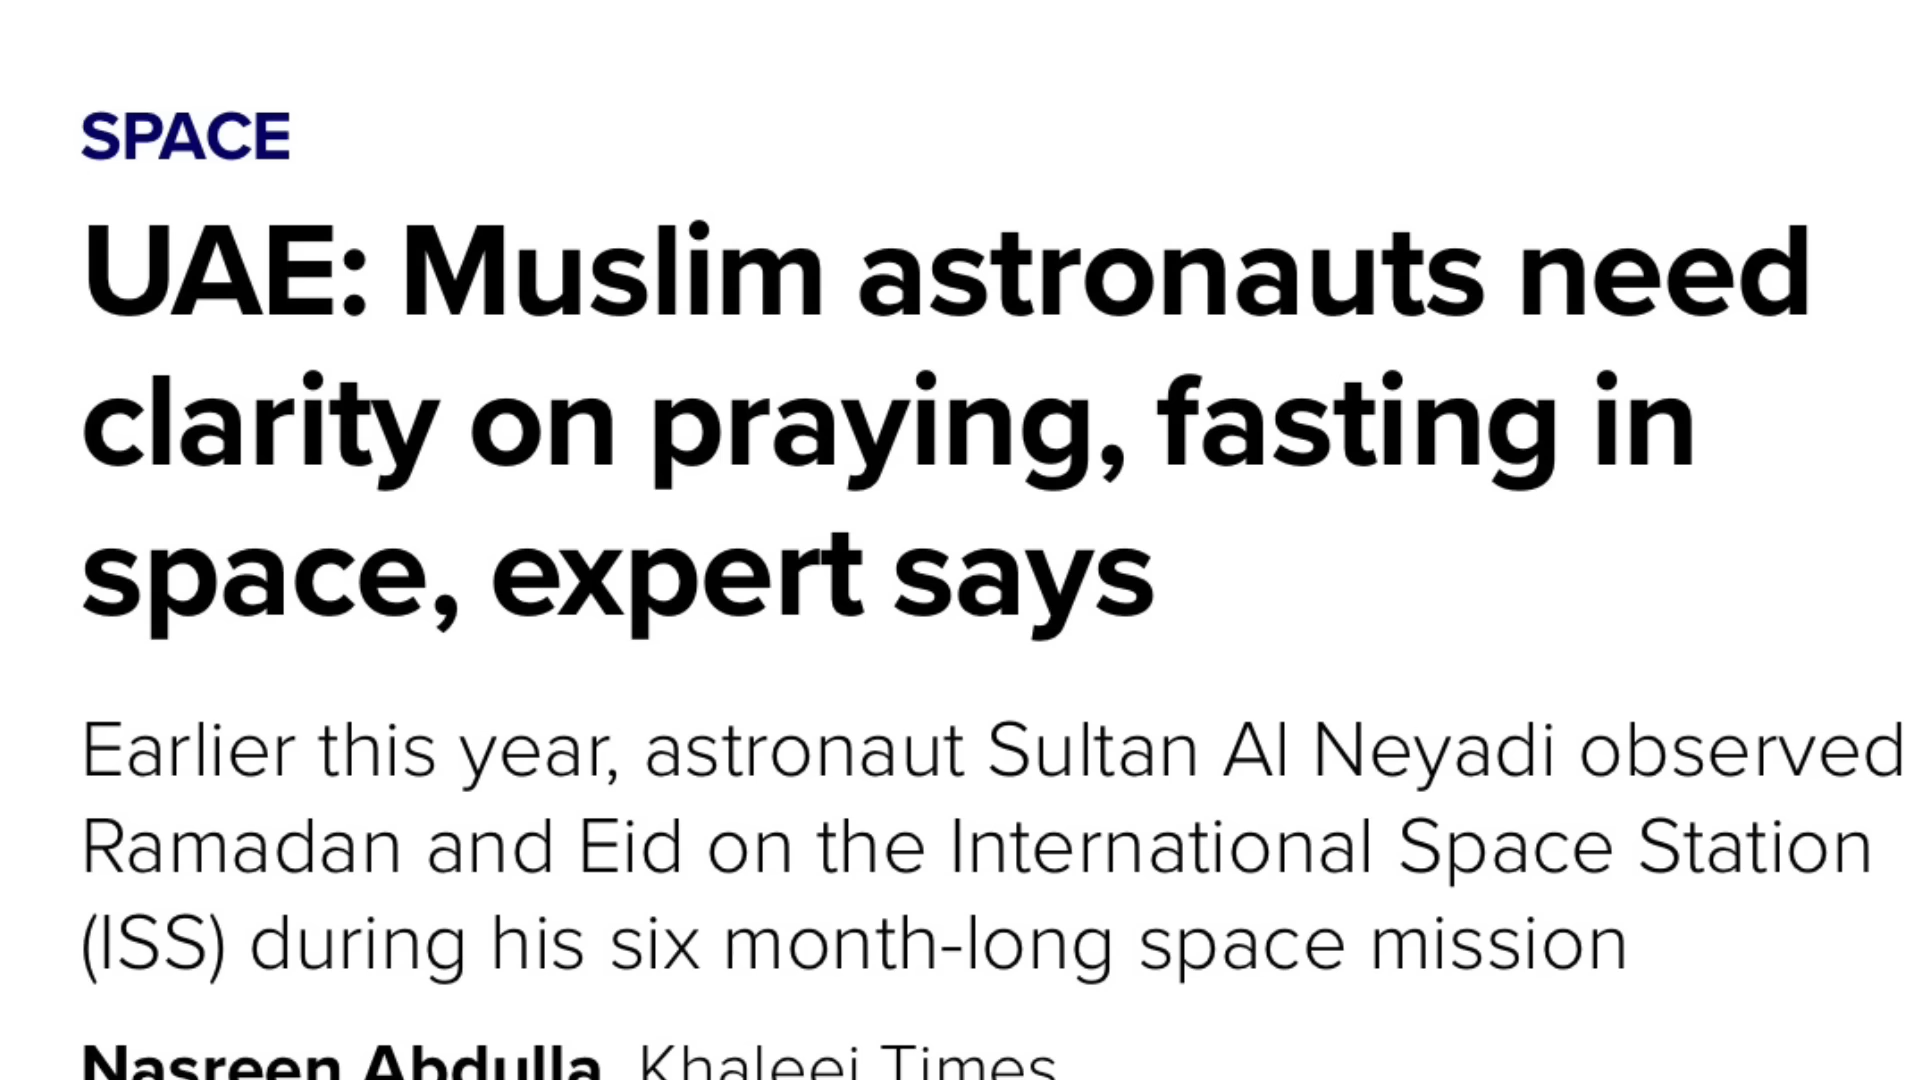 SPACE
UAE: Muslim astronauts need
clarity on praying, fasting in
space, expert says
Earlier this year, astronaut Sultan Al Neyadi observed
Ramadan and Eid on the International Space Station
(ISS) during his six month-long space mission
Nasreen Abdulla Khaleej Times